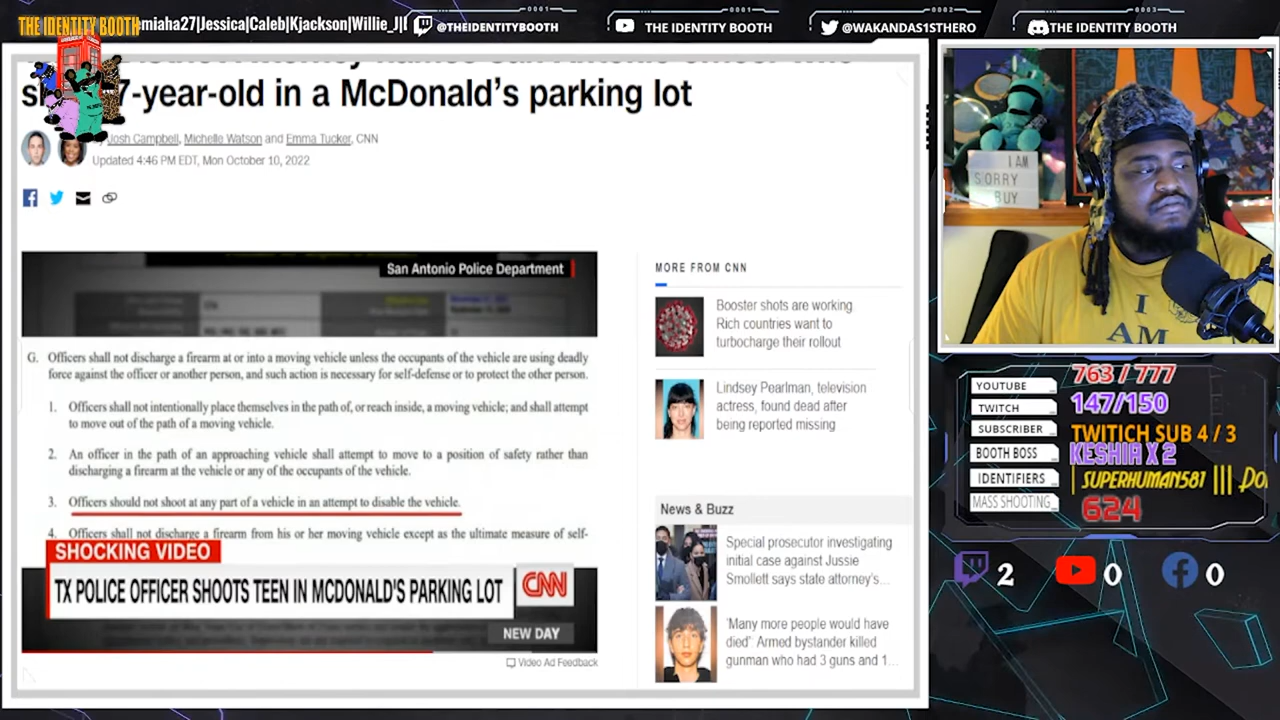 THE IDENTITY BOOTH
emiaha27|Jessica|Caleb|Kjackson|Willie_J|
0001
@THEIDENTITYBOOTH
0001
THE IDENTITY BOOTH
0002
@WAKANDAS1STHERO
0003
THE IDENTITY BOOTH
7-year-old in a McDonald's parking lot
Josh Campbell, Michelle Watson and Emma Tucker, CNN
Updated 4:46 PM EDT, Mon October 10, 2022
San Antonio Police Department
G. Officers shall not discharge a firearm at or into a moving vehicle unless the occupants of the vehicle are using deadly
force against the officer or another person, and such action is necessary for self-defense or to protect the other person.
1. Officers shall not intentionally place themselves in the path of, or reach inside, a moving vehicle; and shall attempt
to move out of the path of a moving vehicle.
2. An officer in the path of an approaching vehicle shall attempt to move to a position of safety rather than
discharging a firearm at the vehicle or any of the occupants of the vehicle.
3. Officers should not shoot at any part of a vehicle in an attempt to disable the vehicle.
4. Officers shall not discharge a firearm from his or her moving vehicle except as the ultimate measure of self-
SHOCKING VIDEO
TX POLICE OFFICER SHOOTS TEEN IN MCDONALD'S PARKING LOT
CNN
NEW DAY
Video Ad Feedback
MORE FROM CNN
Booster shots are working
Rich countries want to
turbocharge their rollout
Lindsey Pearlman, television
actress, found dead after
being reported missing
News & Buzz
Special prosecutor investigating
initial case against Jussie
Smollett says state attorney's...
'Many more people would have
died': Armed bystander killed
gunman who had 3 guns and 1...
I AM
SORRY
BUY
I
AM
YOUTUBE 763 / 777
TWITCH 147/150
SUBSCRIBER TWITICH SUB 4 / 3
BOOTH BOSS KESHIA X 2
IDENTIFIERS | SUPERHUMAN581 ||| Do
MASS SHOOTING 624
2
0
0